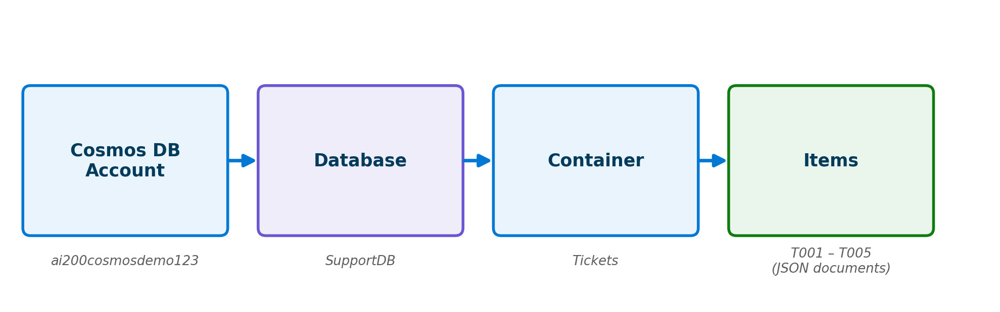 Cosmos DB
Account
Database
Container
Items
ai200cosmosdemo123
SupportDB
Tickets
T001 – T005
(JSON documents)